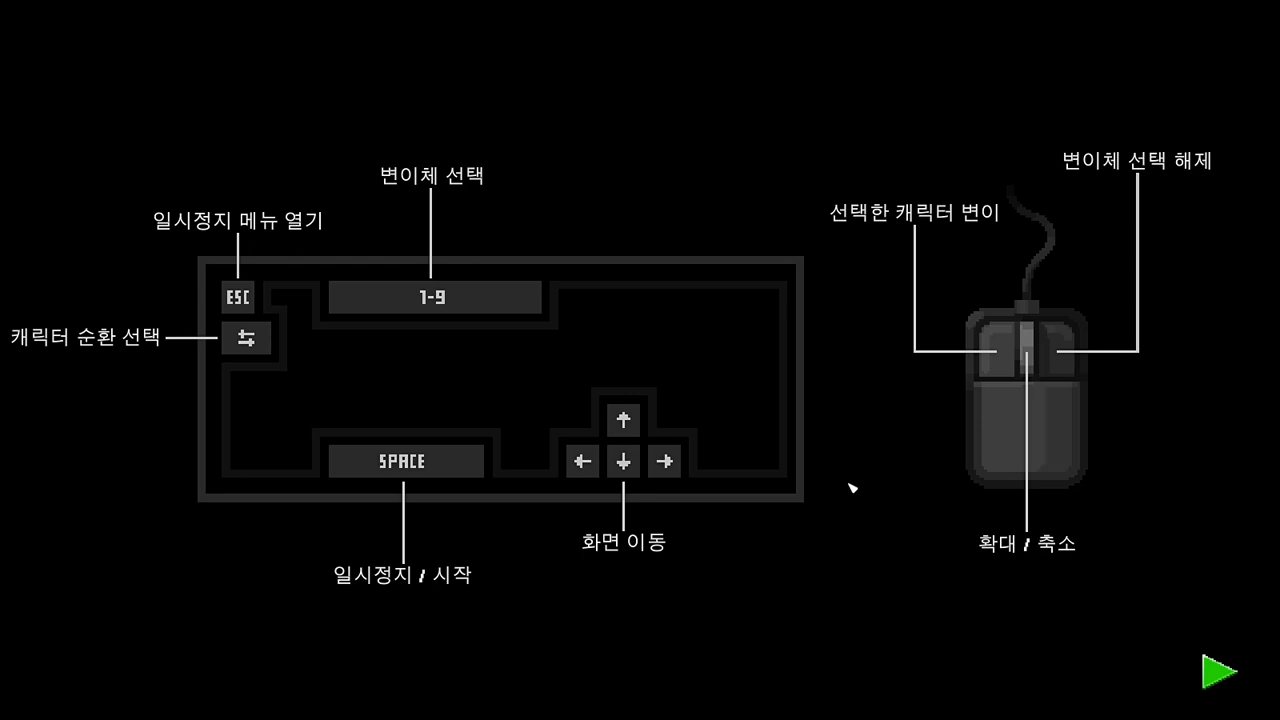 변이체 선택 해제
변이체 선택
선택한 캐릭터 변이
일시정지 메뉴 열기
ESC
1-9
캐릭터 순환 선택
SPACE
화면 이동
확대 / 축소
일시정지 / 시작